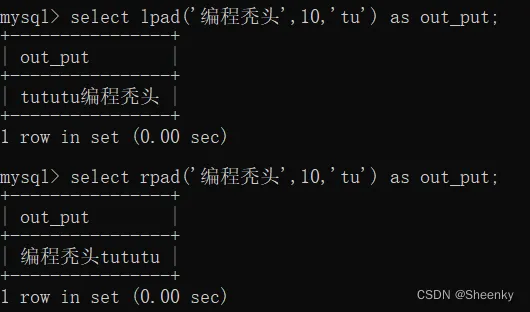 mysql> select lpad('编程秃头',10,'tu') as out_put;
+----------------+
| out_put        |
+----------------+
| tututu编程秃头 |
+----------------+
1 row in set (0.00 sec)
mysql> select rpad('编程秃头',10,'tu') as out_put;
+----------------+
| out_put        |
+----------------+
| 编程秃头tututu |
+----------------+
1 row in set (0.00 sec)
CSDN @Sheenky